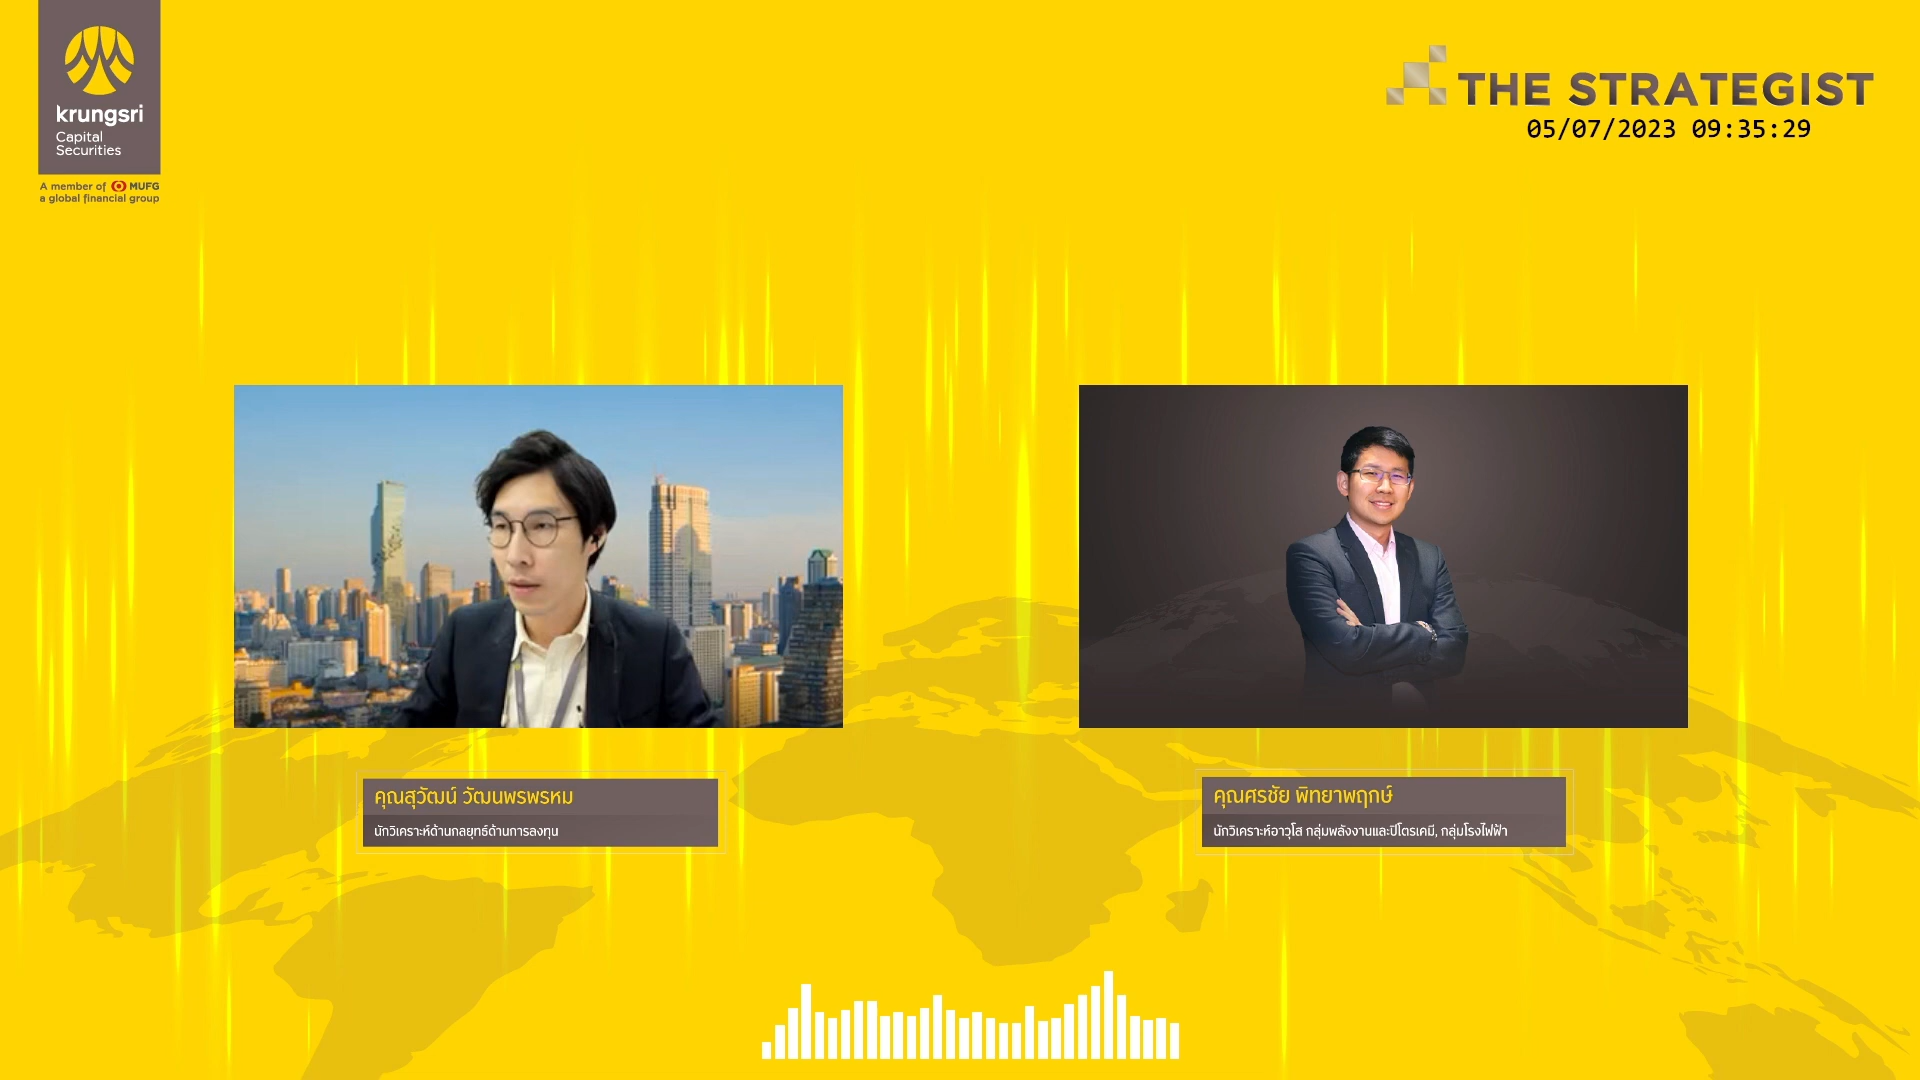 krungsri
Capital
Securities
A member of MUFG
a global financial group
THE STRATEGIST
05/07/2023 09:35:29
คุณสุวัฒน์ วัฒนพรพรหม
นักวิเคราะห์ด้านกลยุทธ์ด้านการลงทุน
คุณศรชัย พิทยาพฤกษ์
นักวิเคราะห์อาวุโส กลุ่มพลังงานและปิโตรเคมี, กลุ่มโรงไฟฟ้า